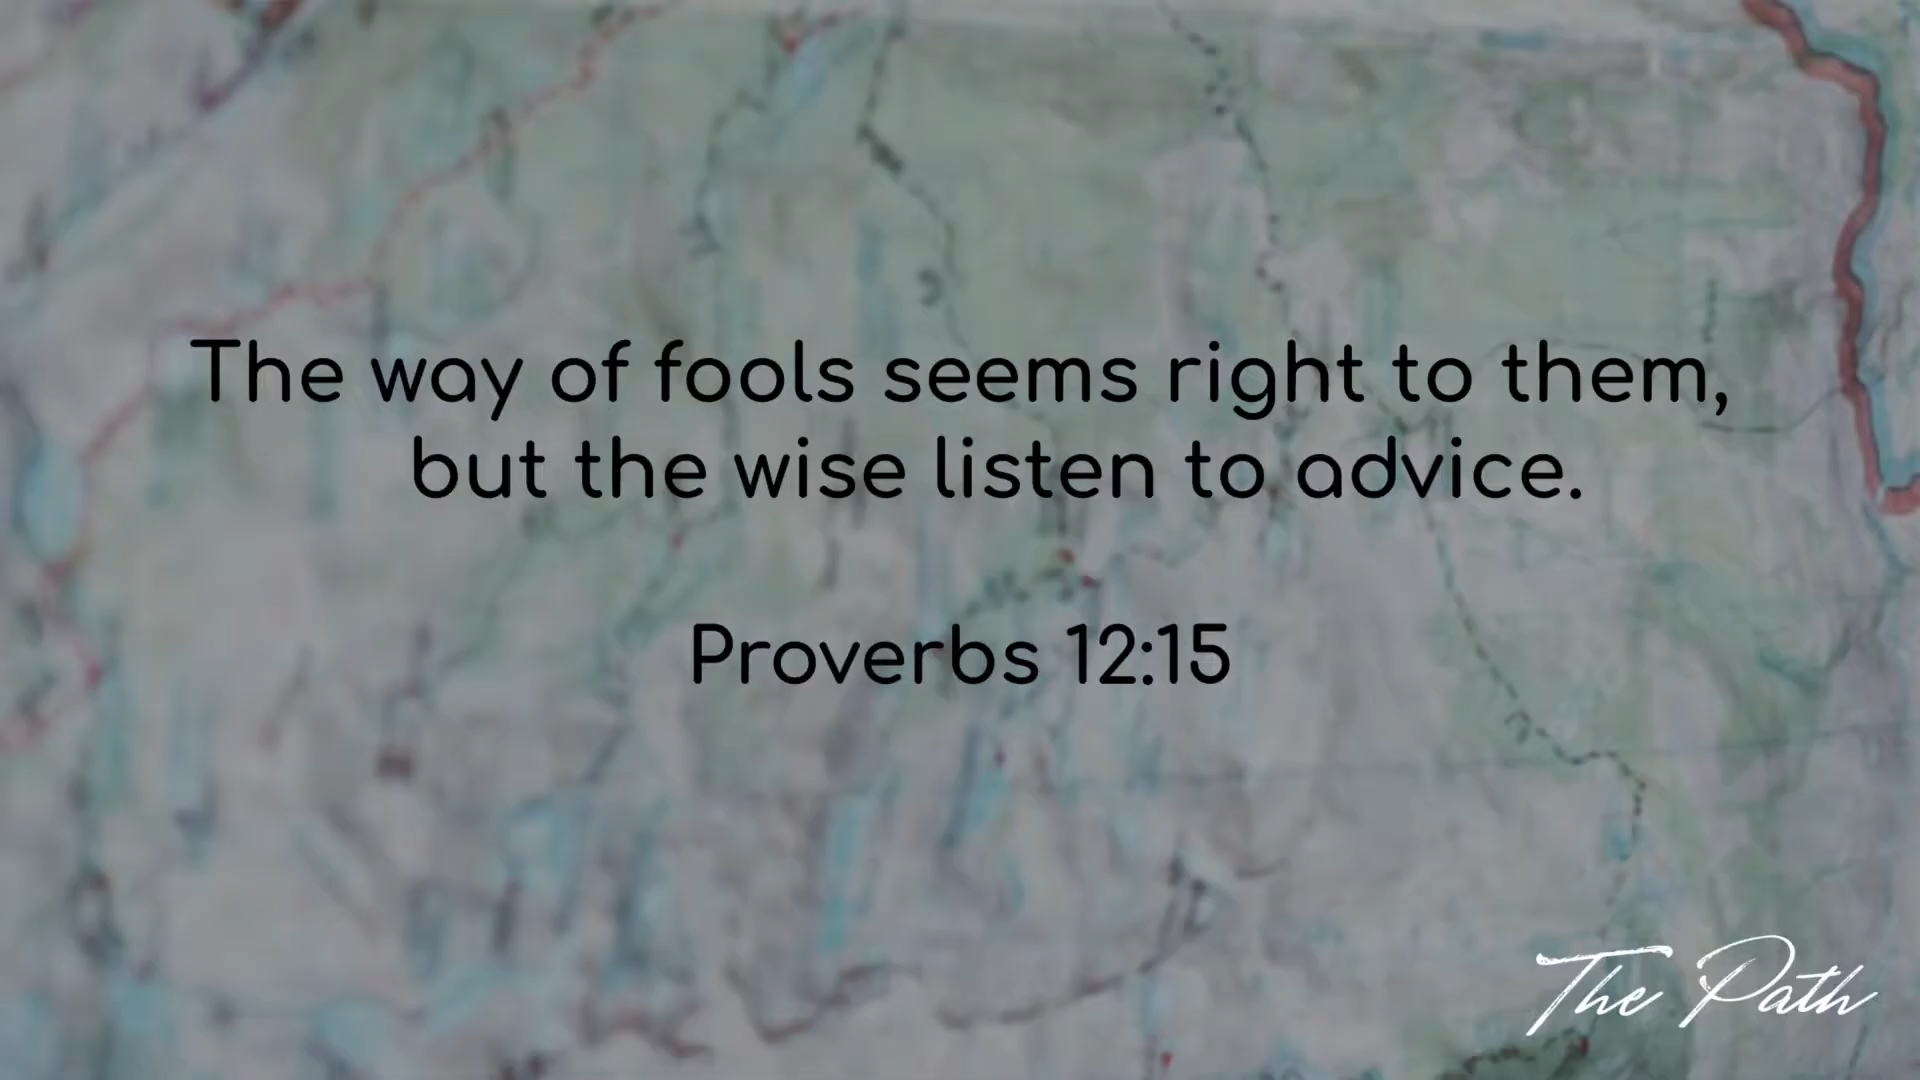 The way of fools seems right to them,
but the wise listen to advice.
Proverbs 12:15
The Path